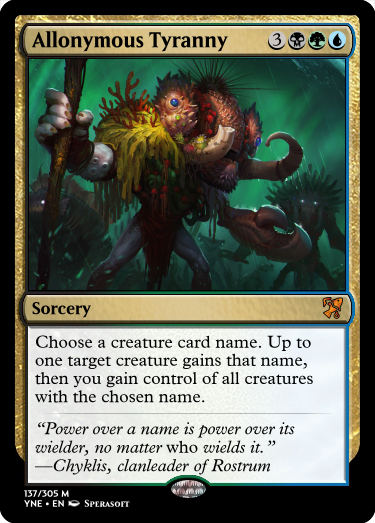 Allonymous Tyranny 3
Sorcery
Choose a creature card name. Up to
one target creature gains that name,
then you gain control of all creatures
with the chosen name.
“Power over a name is power over its
wielder, no matter who wields it.”
—Chyklis, clanleader of Rostrum
137/305 M
YNE • EN Sperasoft